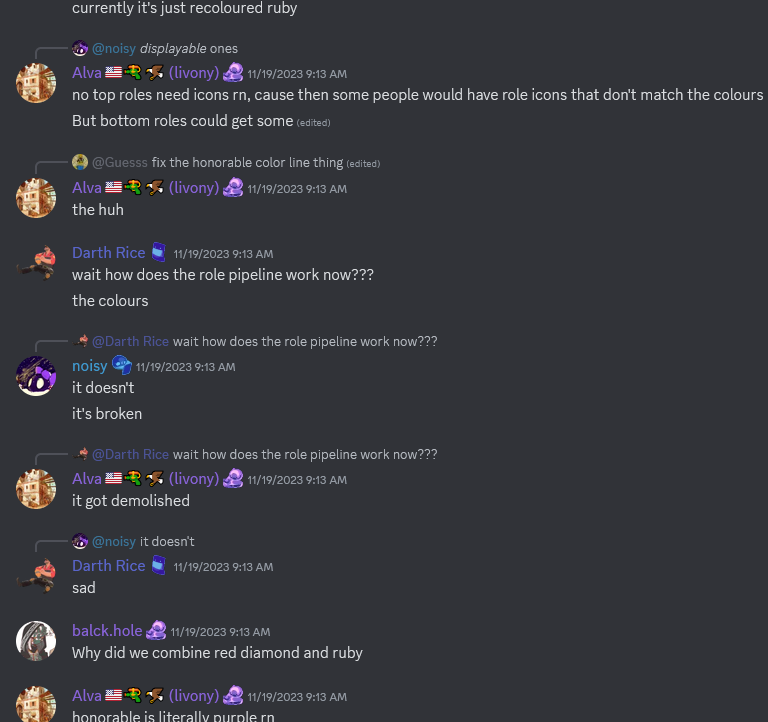 currently it's just recoloured ruby
@noisy displayable ones
Alva (livony) 11/19/2023 9:13 AM
no top roles need icons rn, cause then some people would have role icons that don't match the colours
But bottom roles could get some (edited)
@Guesss fix the honorable color line thing (edited)
Alva (livony) 11/19/2023 9:13 AM
the huh
Darth Rice 11/19/2023 9:13 AM
wait how does the role pipeline work now???
the colours
@Darth Rice wait how does the role pipeline work now???
noisy 11/19/2023 9:13 AM
it doesn't
it's broken
@Darth Rice wait how does the role pipeline work now???
Alva (livony) 11/19/2023 9:13 AM
it got demolished
@noisy it doesn't
Darth Rice 11/19/2023 9:13 AM
sad
balck.hole 11/19/2023 9:13 AM
Why did we combine red diamond and ruby
Alva (livony) 11/19/2023 9:13 AM
honorable is literally purple rn